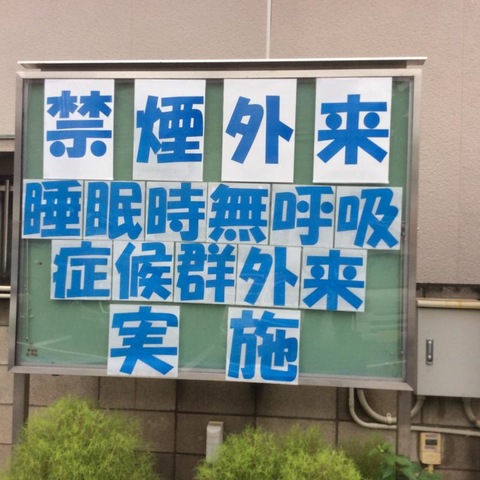 禁煙外来
睡眠時無呼吸
症候群外来
実施